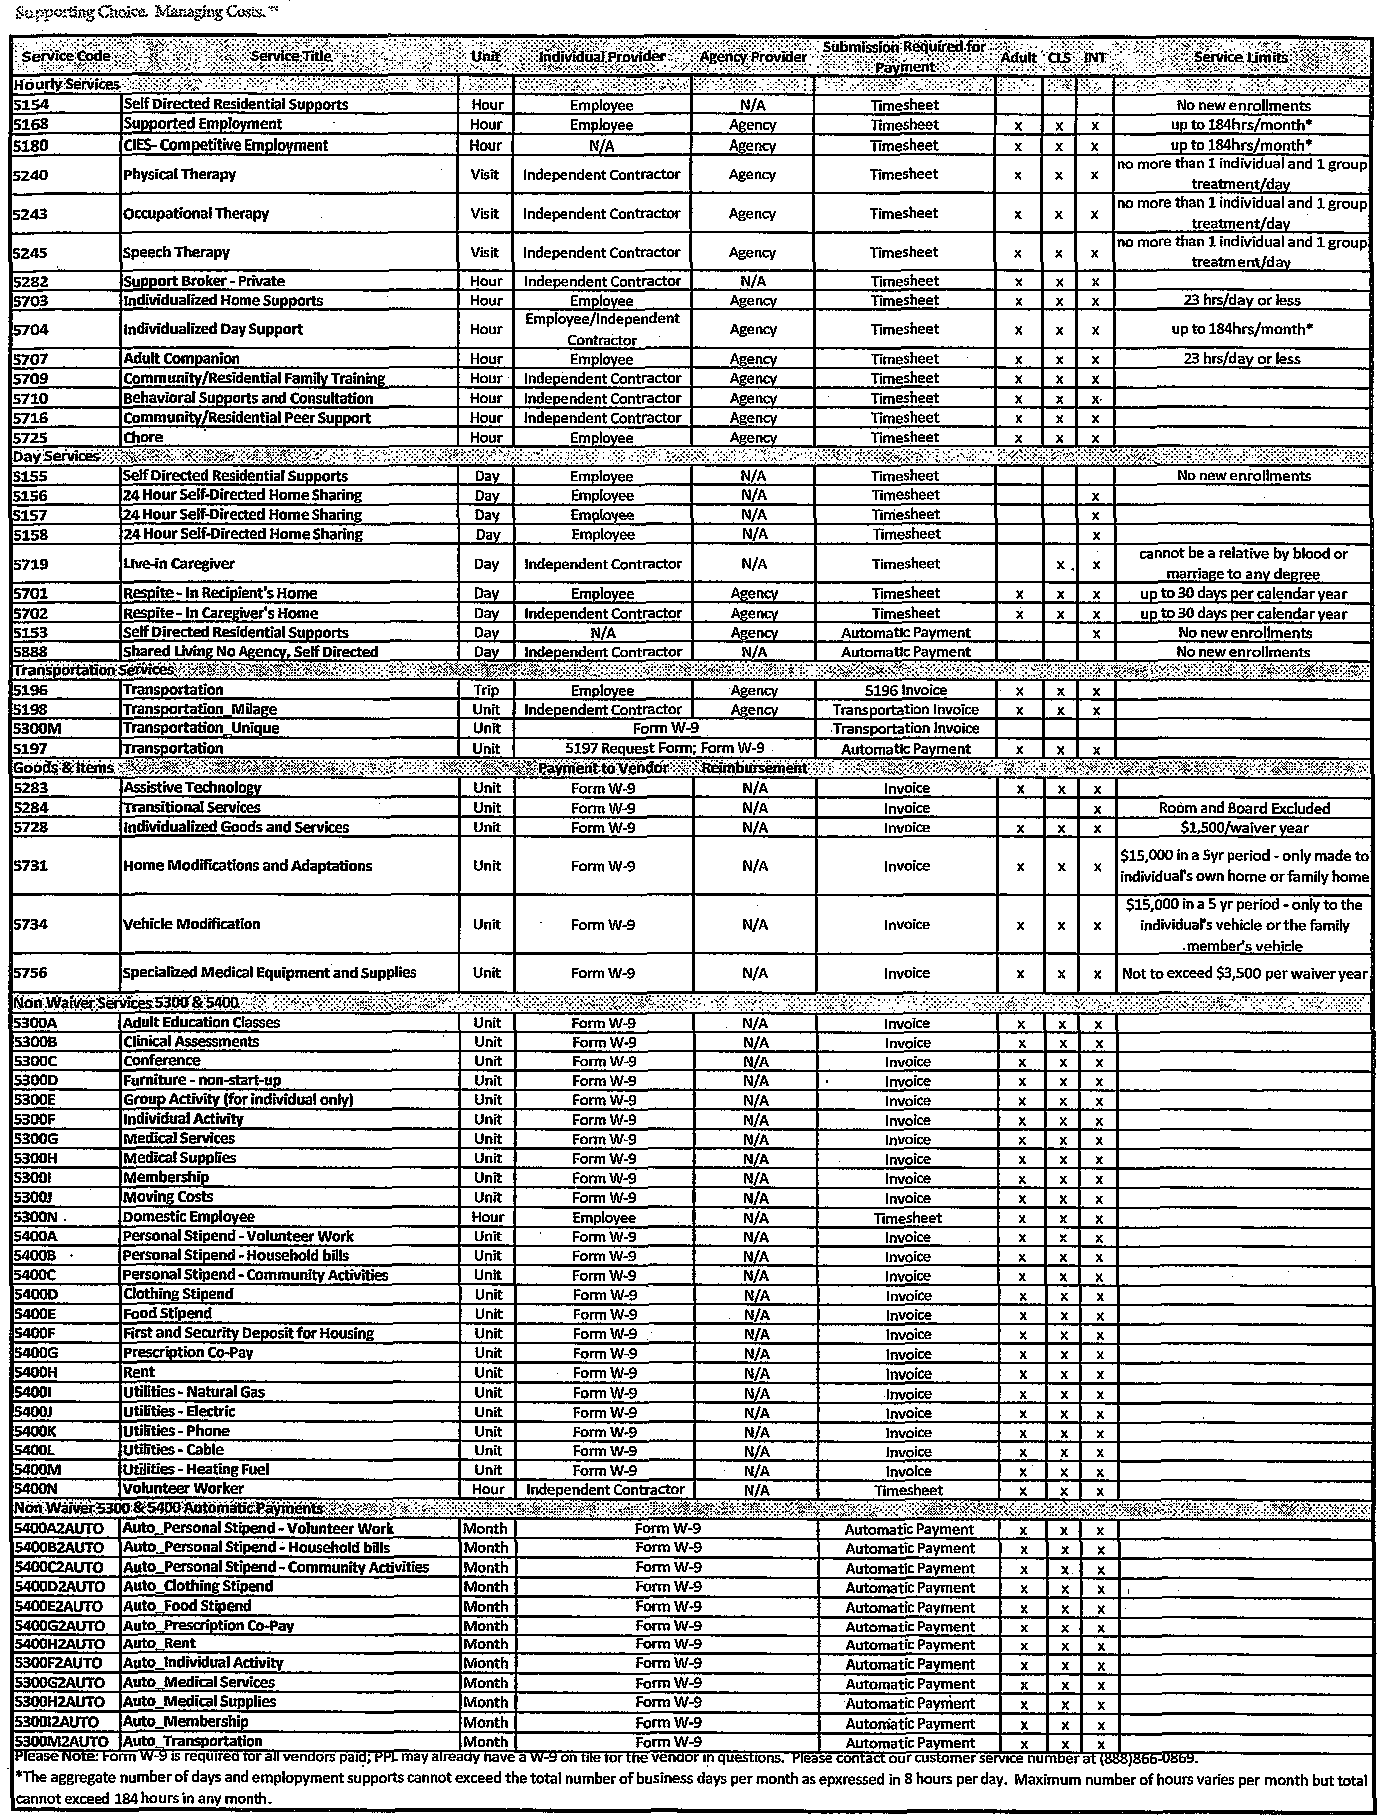 Supporting Choice. Managing Costs.™
Service Code Service Title Unit Individual Provider Agency Provider Submission Required for Payment Adult CLS INT Service Limits
Hourly Services
5154 Self Directed Residential Supports Hour Employee N/A Timesheet No new enrollments
5168 Supported Employment Hour Employee Agency Timesheet x x x up to 184hrs/month*
5180 CIES- Competitive Employment Hour N/A Agency Timesheet x x x up to 184hrs/month*
5240 Physical Therapy Visit Independent Contractor Agency Timesheet x x x no more than 1 individual and 1 group treatment/day
5243 Occupational Therapy Visit Independent Contractor Agency Timesheet x x x no more than 1 individual and 1 group treatment/day
5245 Speech Therapy Visit Independent Contractor Agency Timesheet x x x no more than 1 individual and 1 group treatment/day
5282 Support Broker - Private Hour Independent Contractor N/A Timesheet x x x
5703 Individualized Home Supports Hour Employee Agency Timesheet x x x 23 hrs/day or less
5704 Individualized Day Support Hour Employee/Independent Contractor Agency Timesheet x x x up to 184hrs/month*
5707 Adult Companion Hour Employee Agency Timesheet x x x 23 hrs/day or less
5709 Community/Residential Family Training Hour Independent Contractor Agency Timesheet x x x
5710 Behavioral Supports and Consultation Hour Independent Contractor Agency Timesheet x x x
5716 Community/Residential Peer Support Hour Independent Contractor Agency Timesheet x x x
5725 Chore Hour Employee Agency Timesheet x x x
Day Services
5155 Self Directed Residential Supports Day Employee N/A Timesheet No new enrollments
5156 24 Hour Self-Directed Home Sharing Day Employee N/A Timesheet x
5157 24 Hour Self-Directed Home Sharing Day Employee N/A Timesheet x
5158 24 Hour Self-Directed Home Sharing Day Employee N/A Timesheet x
5719 Live-in Caregiver Day Independent Contractor N/A Timesheet x x cannot be a relative by blood or marriage to any degree
5701 Respite - In Recipient's Home Day Employee Agency Timesheet x x x up to 30 days per calendar year
5702 Respite - In Caregiver's Home Day Independent Contractor Agency Timesheet x x x up to 30 days per calendar year
5153 Self Directed Residential Supports Day N/A Agency Automatic Payment x No new enrollments
5888 Shared Living No Agency, Self Directed Day Independent Contractor N/A Automatic Payment No new enrollments
Transportation Services
5196 Transportation Trip Employee Agency 5196 Invoice x x x
5198 Transportation_Milage Unit Independent Contractor Agency Transportation Invoice x x x
5300M Transportation_Unique Unit Form W-9 Transportation Invoice
5197 Transportation Unit 5197 Request Form; Form W-9 Automatic Payment x x x
Goods & Items Payment to Vendor Reimbursement
5283 Assistive Technology Unit Form W-9 N/A Invoice x x x
5284 Transitional Services Unit Form W-9 N/A Invoice x Room and Board Excluded
5728 Individualized Goods and Services Unit Form W-9 N/A Invoice x x x $1,500/waiver year
5731 Home Modifications and Adaptations Unit Form W-9 N/A Invoice x x x $15,000 in a 5yr period - only made to individual's own home or family home
5734 Vehicle Modification Unit Form W-9 N/A Invoice x x x $15,000 in a 5 yr period - only to the individual's vehicle or the family member's vehicle
5756 Specialized Medical Equipment and Supplies Unit Form W-9 N/A Invoice x x x Not to exceed $3,500 per waiver year
Non Waiver Services 5300 & 5400
5300A Adult Education Classes Unit Form W-9 N/A Invoice x x x
5300B Clinical Assessments Unit Form W-9 N/A Invoice x x x
5300C Conference Unit Form W-9 N/A Invoice x x x
5300D Furniture - non-start-up Unit Form W-9 N/A Invoice x x x
5300E Group Activity (for individual only) Unit Form W-9 N/A Invoice x x x
5300F Individual Activity Unit Form W-9 N/A Invoice x x x
5300G Medical Services Unit Form W-9 N/A Invoice x x x
5300H Medical Supplies Unit Form W-9 N/A Invoice x x x
5300I Membership Unit Form W-9 N/A Invoice x x x
5300J Moving Costs Unit Form W-9 N/A Invoice x x x
5300N Domestic Employee Hour Employee N/A Timesheet x x x
5400A Personal Stipend - Volunteer Work Unit Form W-9 N/A Invoice x x x
5400B Personal Stipend - Household bills Unit Form W-9 N/A Invoice x x x
5400C Personal Stipend - Community Activities Unit Form W-9 N/A Invoice x x x
5400D Clothing Stipend Unit Form W-9 N/A Invoice x x x
5400E Food Stipend Unit Form W-9 N/A Invoice x x x
5400F First and Security Deposit for Housing Unit Form W-9 N/A Invoice x x x
5400G Prescription Co-Pay Unit Form W-9 N/A Invoice x x x
5400H Rent Unit Form W-9 N/A Invoice x x x
5400I Utilities - Natural Gas Unit Form W-9 N/A Invoice x x x
5400J Utilities - Electric Unit Form W-9 N/A Invoice x x x
5400K Utilities - Phone Unit Form W-9 N/A Invoice x x x
5400L Utilities - Cable Unit Form W-9 N/A Invoice x x x
5400M Utilities - Heating Fuel Unit Form W-9 N/A Invoice x x x
5400N Volunteer Worker Hour Independent Contractor N/A Timesheet x x x
Non Waiver 5300 & 5400 Automatic Payments
5400A2AUTO Auto_Personal Stipend - Volunteer Work Month Form W-9 Automatic Payment x x x
5400B2AUTO Auto_Personal Stipend - Household bills Month Form W-9 Automatic Payment x x x
5400C2AUTO Auto_Personal Stipend - Community Activities Month Form W-9 Automatic Payment x x x
5400D2AUTO Auto_Clothing Stipend Month Form W-9 Automatic Payment x x x
5400E2AUTO Auto_Food Stipend Month Form W-9 Automatic Payment x x x
5400G2AUTO Auto_Prescription Co-Pay Month Form W-9 Automatic Payment x x x
5400H2AUTO Auto_Rent Month Form W-9 Automatic Payment x x x
5300F2AUTO Auto_Individual Activity Month Form W-9 Automatic Payment x x x
5300G2AUTO Auto_Medical Services Month Form W-9 Automatic Payment x x x
5300H2AUTO Auto_Medical Supplies Month Form W-9 Automatic Payment x x x
5300I2AUTO Auto_Membership Month Form W-9 Automatic Payment x x x
5300M2AUTO Auto_Transportation Month Form W-9 Automatic Payment x x x
Please Note: Form W-9 is required for all vendors paid; PPL may already have a W-9 on file for the vendor in questions. Please contact our customer service number at (888)866-0869.
*The aggregate number of days and emplopyment supports cannot exceed the total number of business days per month as epxressed in 8 hours per day. Maximum number of hours varies per month but total
cannot exceed 184 hours in any month.